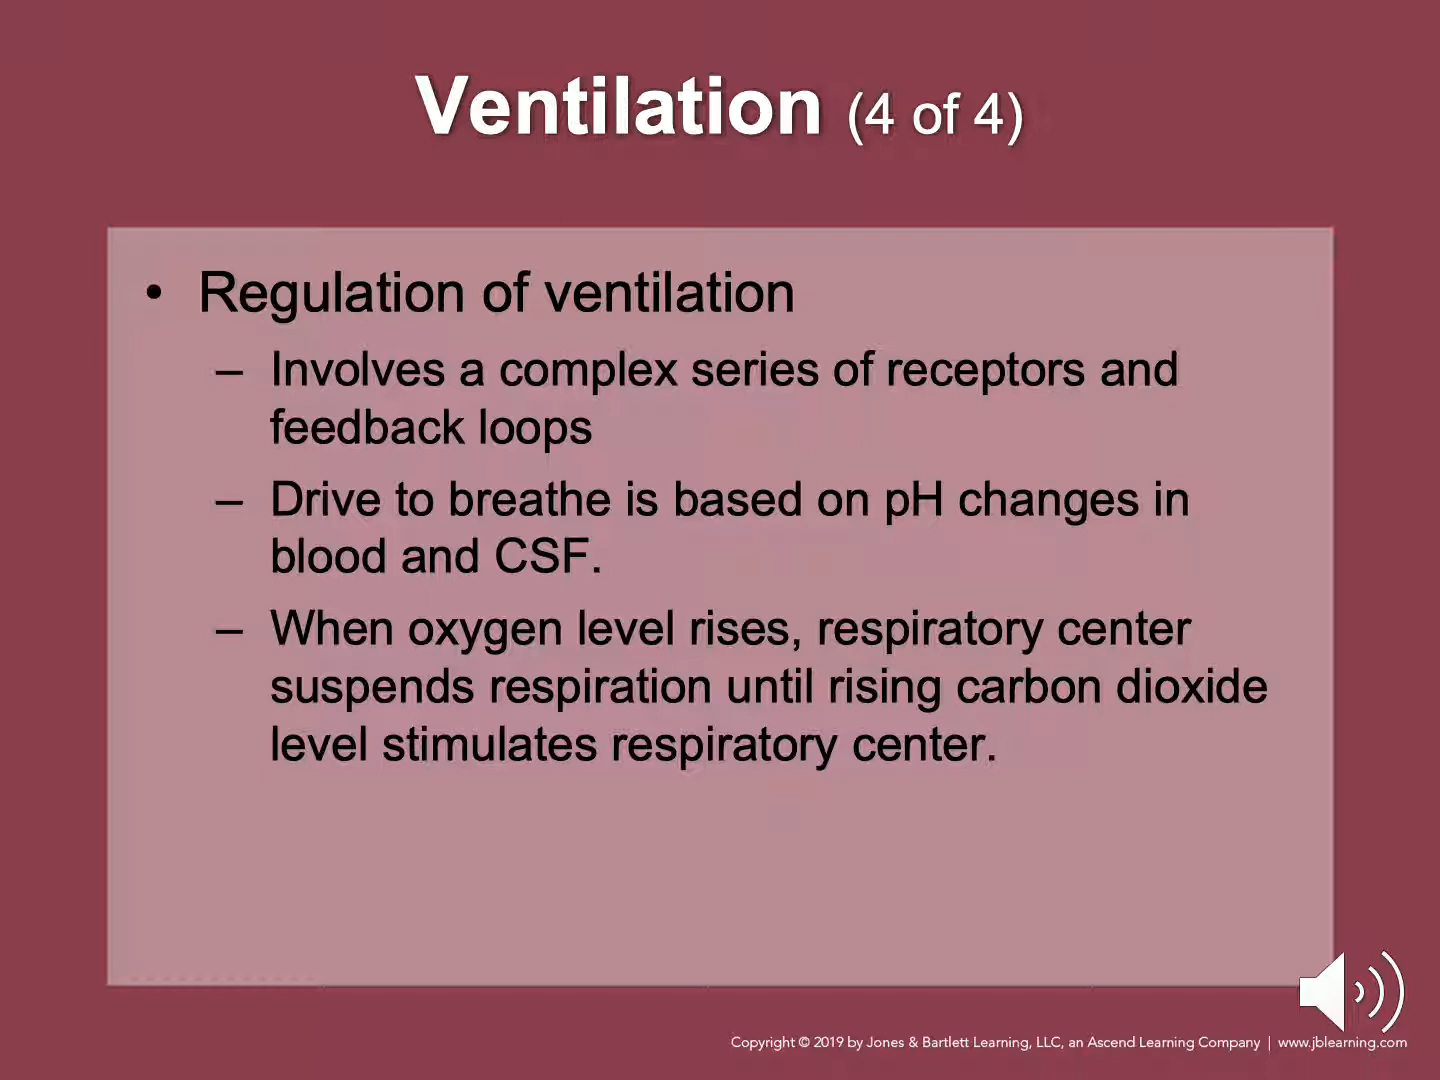 Ventilation (4 of 4)
• Regulation of ventilation
– Involves a complex series of receptors and
feedback loops
– Drive to breathe is based on pH changes in
blood and CSF.
– When oxygen level rises, respiratory center
suspends respiration until rising carbon dioxide
level stimulates respiratory center.
Copyright © 2019 by Jones & Bartlett Learning, LLC, an Ascend Learning Company | www.jblearning.com